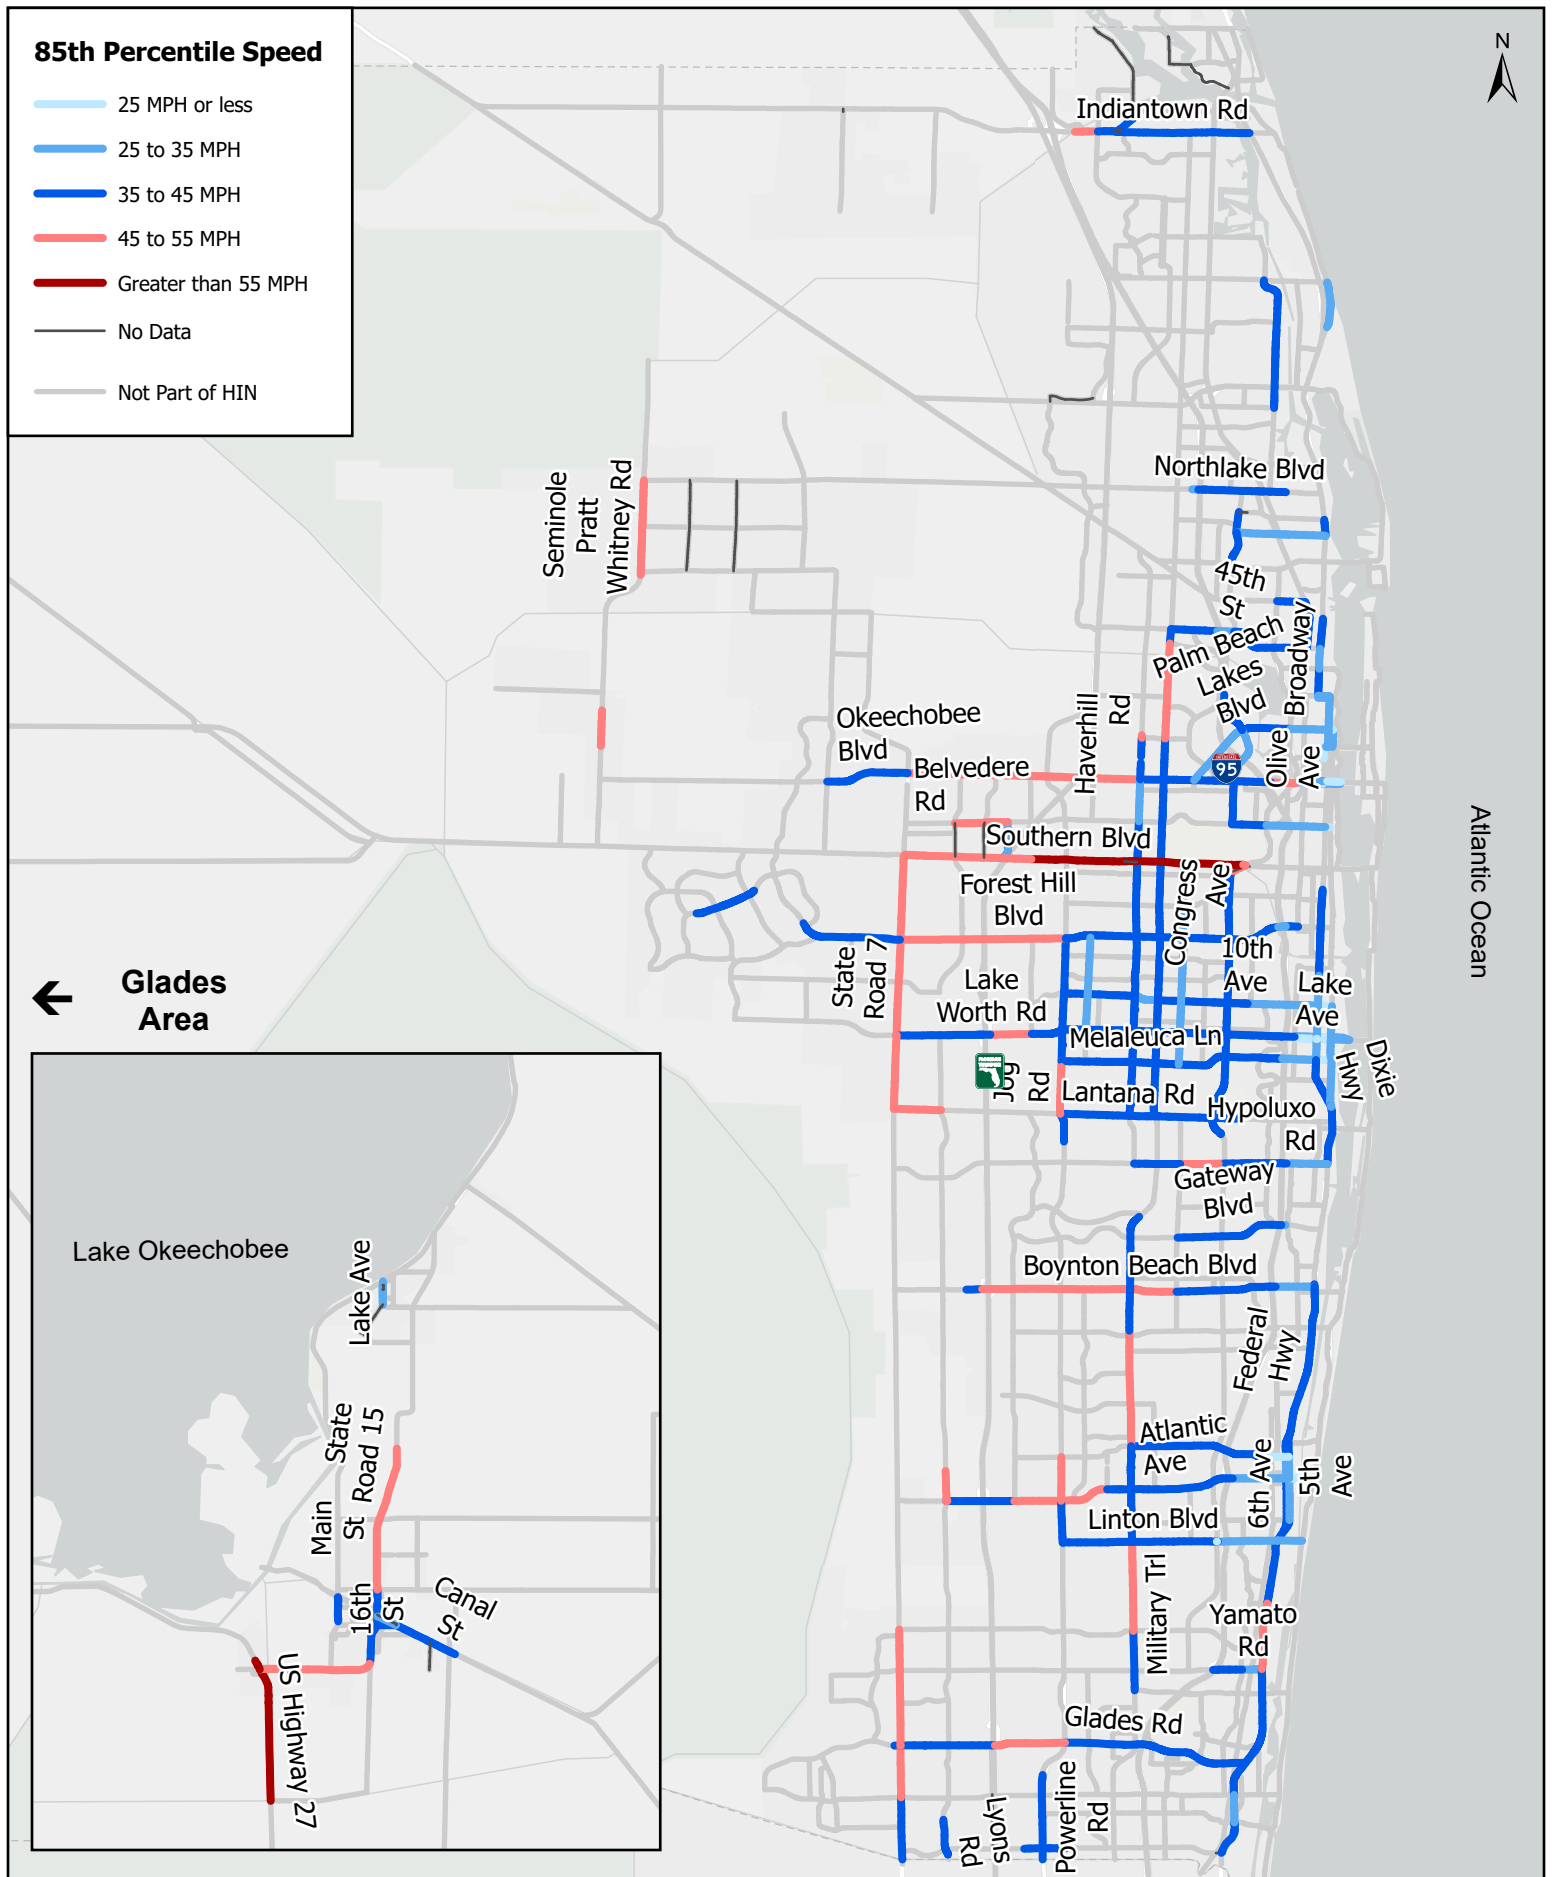 85th Percentile Speed
25 MPH or less
25 to 35 MPH
35 to 45 MPH
45 to 55 MPH
Greater than 55 MPH
No Data
Not Part of HIN
N
Indiantown Rd
Northlake Blvd
Seminole
Pratt
Whitney Rd
45th
St
Palm Beach
Lakes
Blvd
Broadway
Okeechobee
Blvd
Haverhill
Rd
Belvedere
Rd
95
Olive
Ave
Southern Blvd
Atlantic Ocean
Forest Hill
Blvd
Congress
Ave
State
Road 7
10th
Ave
Lake
Worth Rd
Lake
Ave
Glades
Area
Melaleuca Ln
Jog
Rd
Lantana Rd
Dixie
Hwy
Hypoluxo
Rd
Gateway
Blvd
Boynton Beach Blvd
Federal
Hwy
Atlantic
Ave
6th Ave
5th
Ave
Linton Blvd
Military Trl
Yamato
Rd
Glades Rd
Lyons
Rd
Powerline
Rd
Lake Okeechobee
Lake Ave
State
Road 15
Main
St
16th
St
Canal
St
US Highway 27